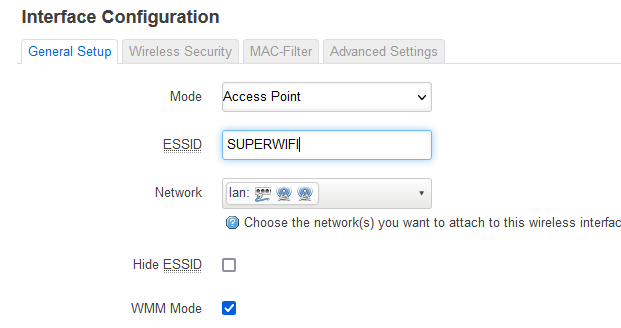 Interface Configuration
General Setup Wireless Security MAC-Filter Advanced Settings
Mode Access Point
ESSID SUPERWIFI
Network lan:
Choose the network(s) you want to attach to this wireless interfac
Hide ESSID
WMM Mode